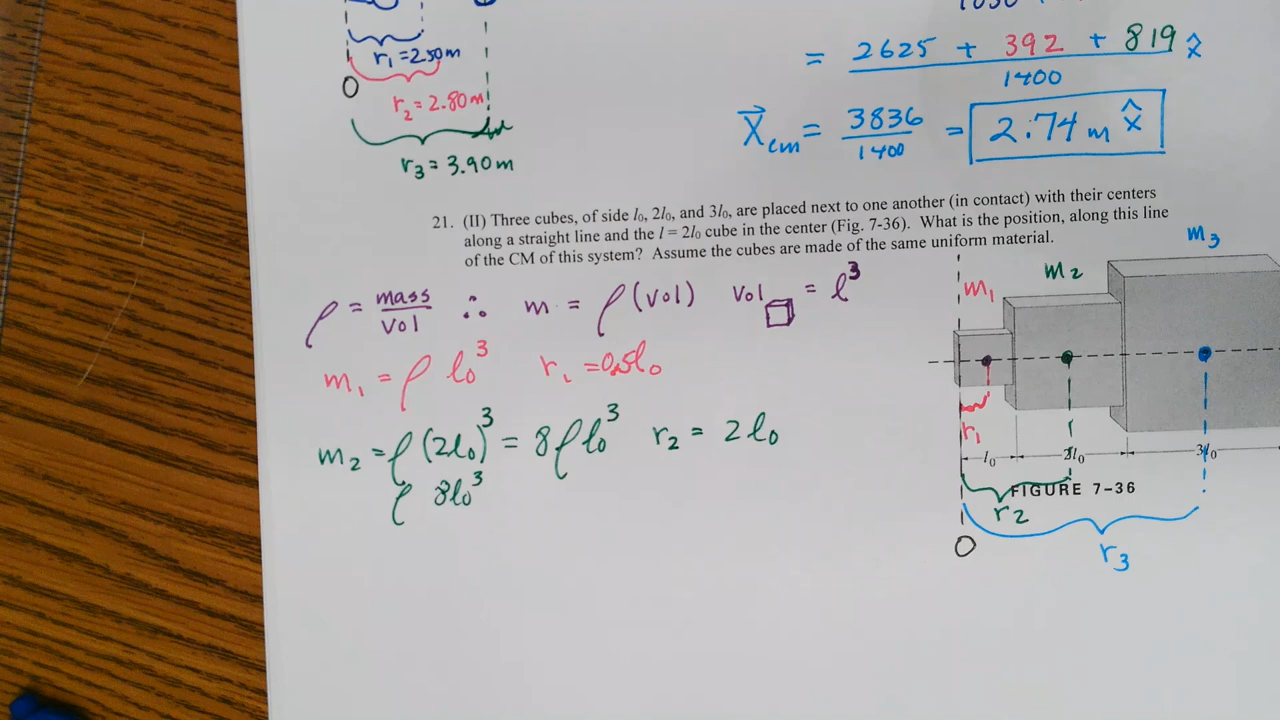 r₁ = 2.50m
O
r₂ = 2.80m
r₃ = 3.90m
= 2625 + 392 + 819 x̂
1400
X⃗cm = 3836 = 2.74 m x̂
1400
21. (II) Three cubes, of side l₀, 2l₀, and 3l₀, are placed next to one another (in contact) with their centers
along a straight line and the l = 2l₀ cube in the center (Fig. 7-36). What is the position, along this line
of the CM of this system? Assume the cubes are made of the same uniform material.
ρ = mass ∴ m = ρ(vol) Vol = l³
vol
m₁ = ρ l₀³ r₁ = 0.5l₀
m₂ = ρ(2l₀)³ = 8ρl₀³ r₂ = 2l₀
ρ 8l₀³
m₁
m₂
m₃
r₁
l₀ 2l₀ 3l₀
FIGURE 7-36
r₂
O
r₃